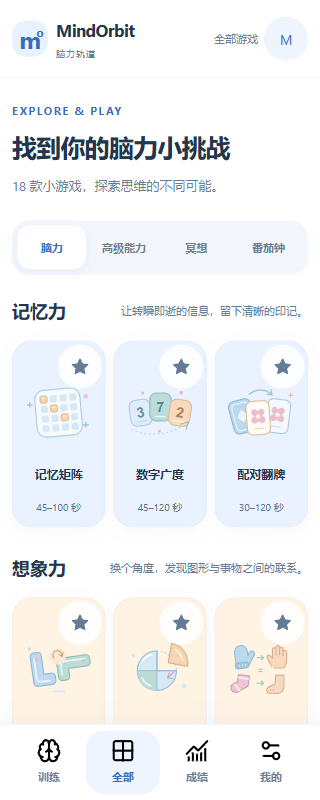 m°
MindOrbit
脑力轨道
全部游戏
M
EXPLORE & PLAY
找到你的脑力小挑战
18 款小游戏，探索思维的不同可能。
脑力
高级能力
冥想
番茄钟
记忆力
让转瞬即逝的信息，留下清晰的印记。
3 7 2
记忆矩阵
数字广度
配对翻牌
45–100 秒
45–120 秒
30–120 秒
想象力
换个角度，发现图形与事物之间的联系。
训练
全部
成绩
我的